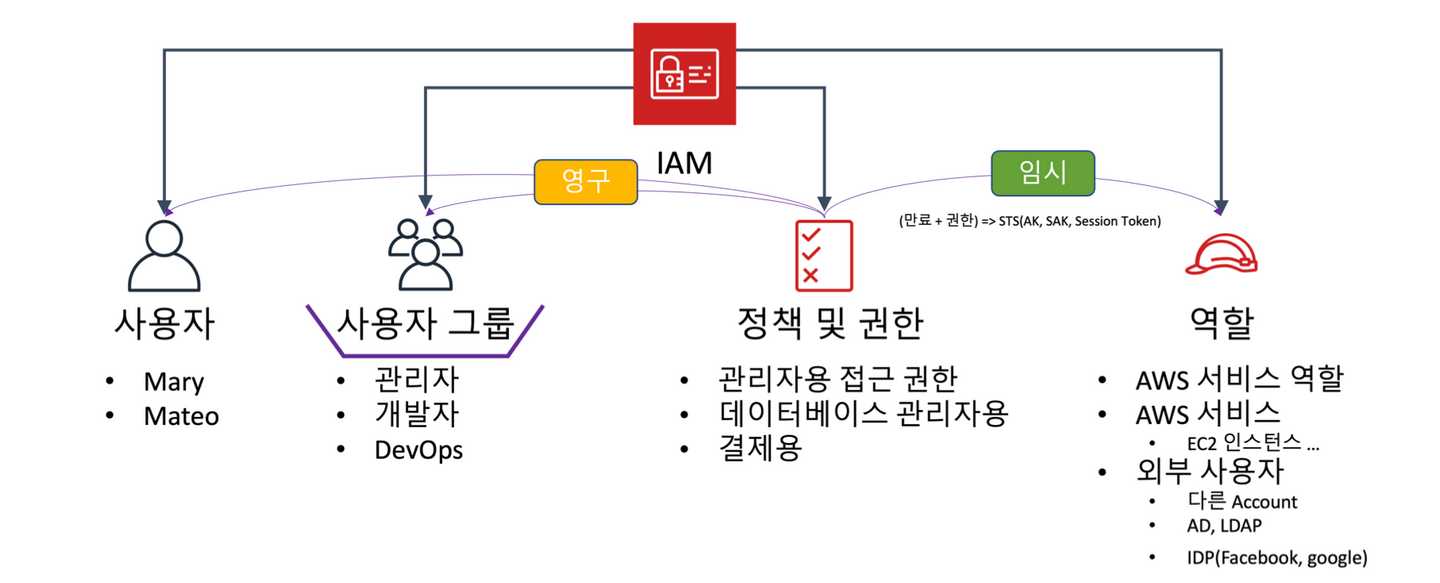 IAM
영구
임시
(만료 + 권한) => STS(AK, SAK, Session Token)
사용자
• Mary
• Mateo
사용자 그룹
• 관리자
• 개발자
• DevOps
정책 및 권한
• 관리자용 접근 권한
• 데이터베이스 관리자용
• 결제용
역할
• AWS 서비스 역할
• AWS 서비스
• EC2 인스턴스 ...
• 외부 사용자
• 다른 Account
• AD, LDAP
• IDP(Facebook, google)